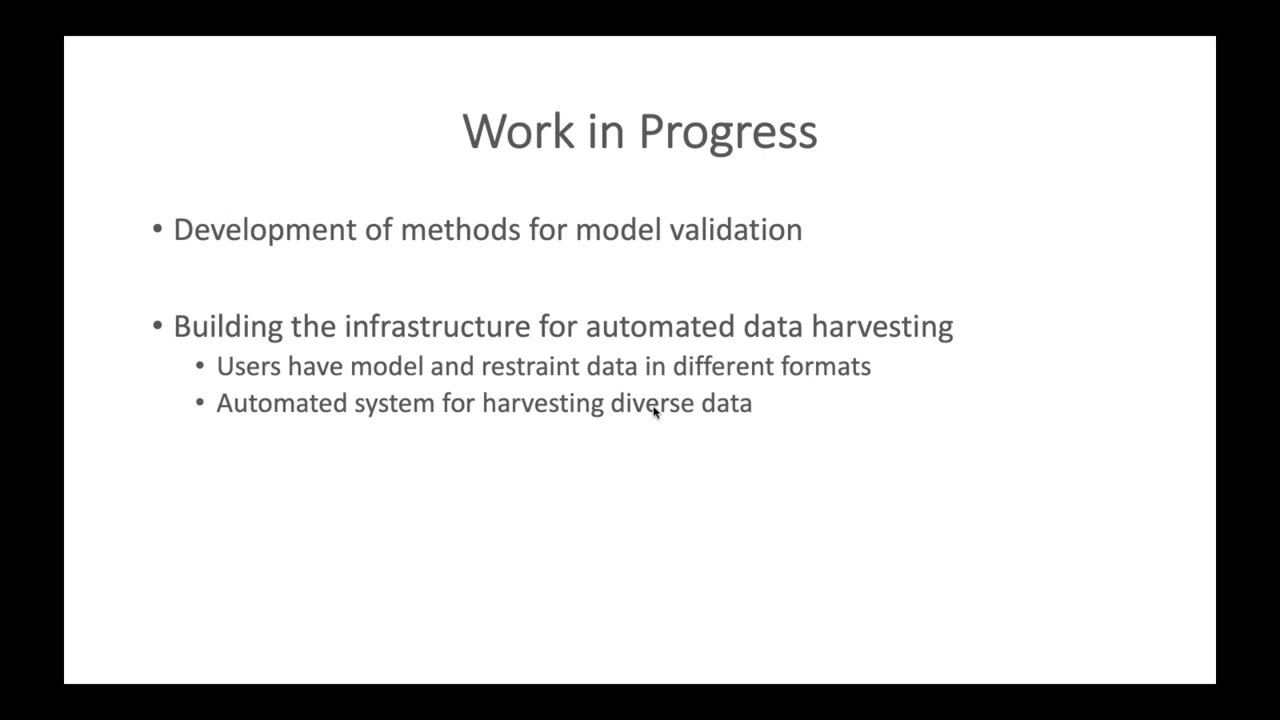 Work in Progress
• Development of methods for model validation
• Building the infrastructure for automated data harvesting
• Users have model and restraint data in different formats
• Automated system for harvesting diverse data